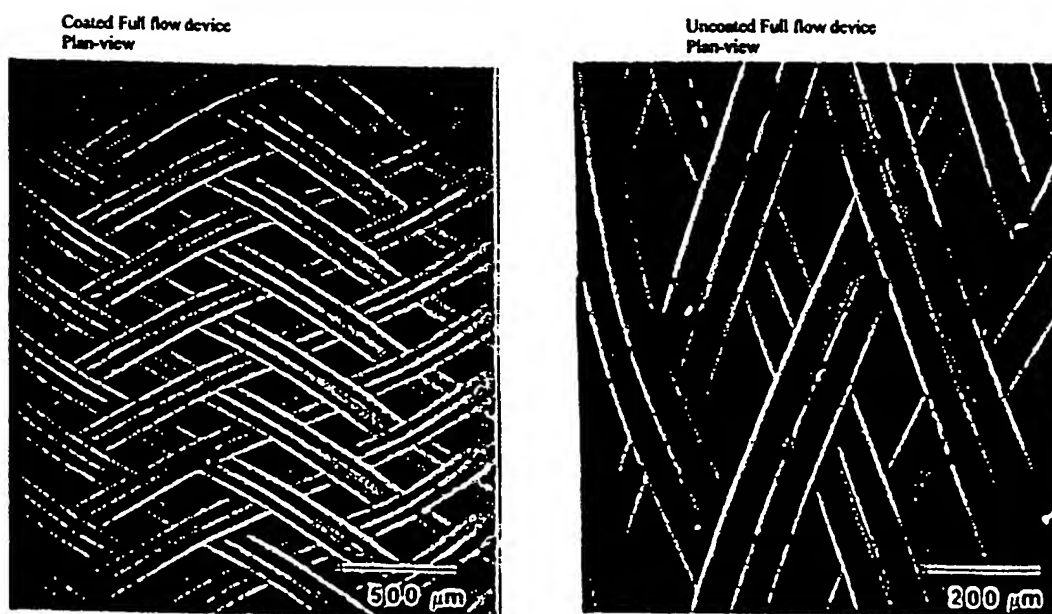 Coated Full flow device
Plan-view
Uncoated Full flow device
Plan-view
500 μm
200 μm